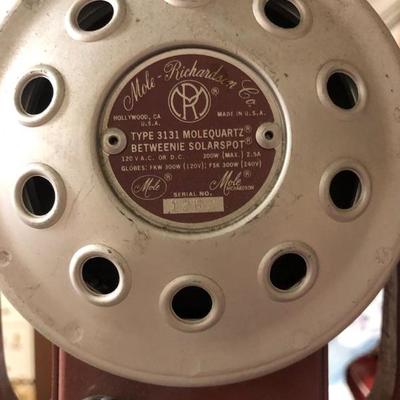 Mole-Richardson Co.
HOLLYWOOD, CA MADE IN U.S.A.
U.S.A.
TYPE 3131 MOLEQUARTZ®
BETWEENIE SOLARSPOT®
120 V A.C. OR D.C. 300W (MAX.) 2.5A
GLOBES: FKW 300W (120V); FSK 300W (240V)
Mole® Mole®
RICHARDSON
SERIAL NO.